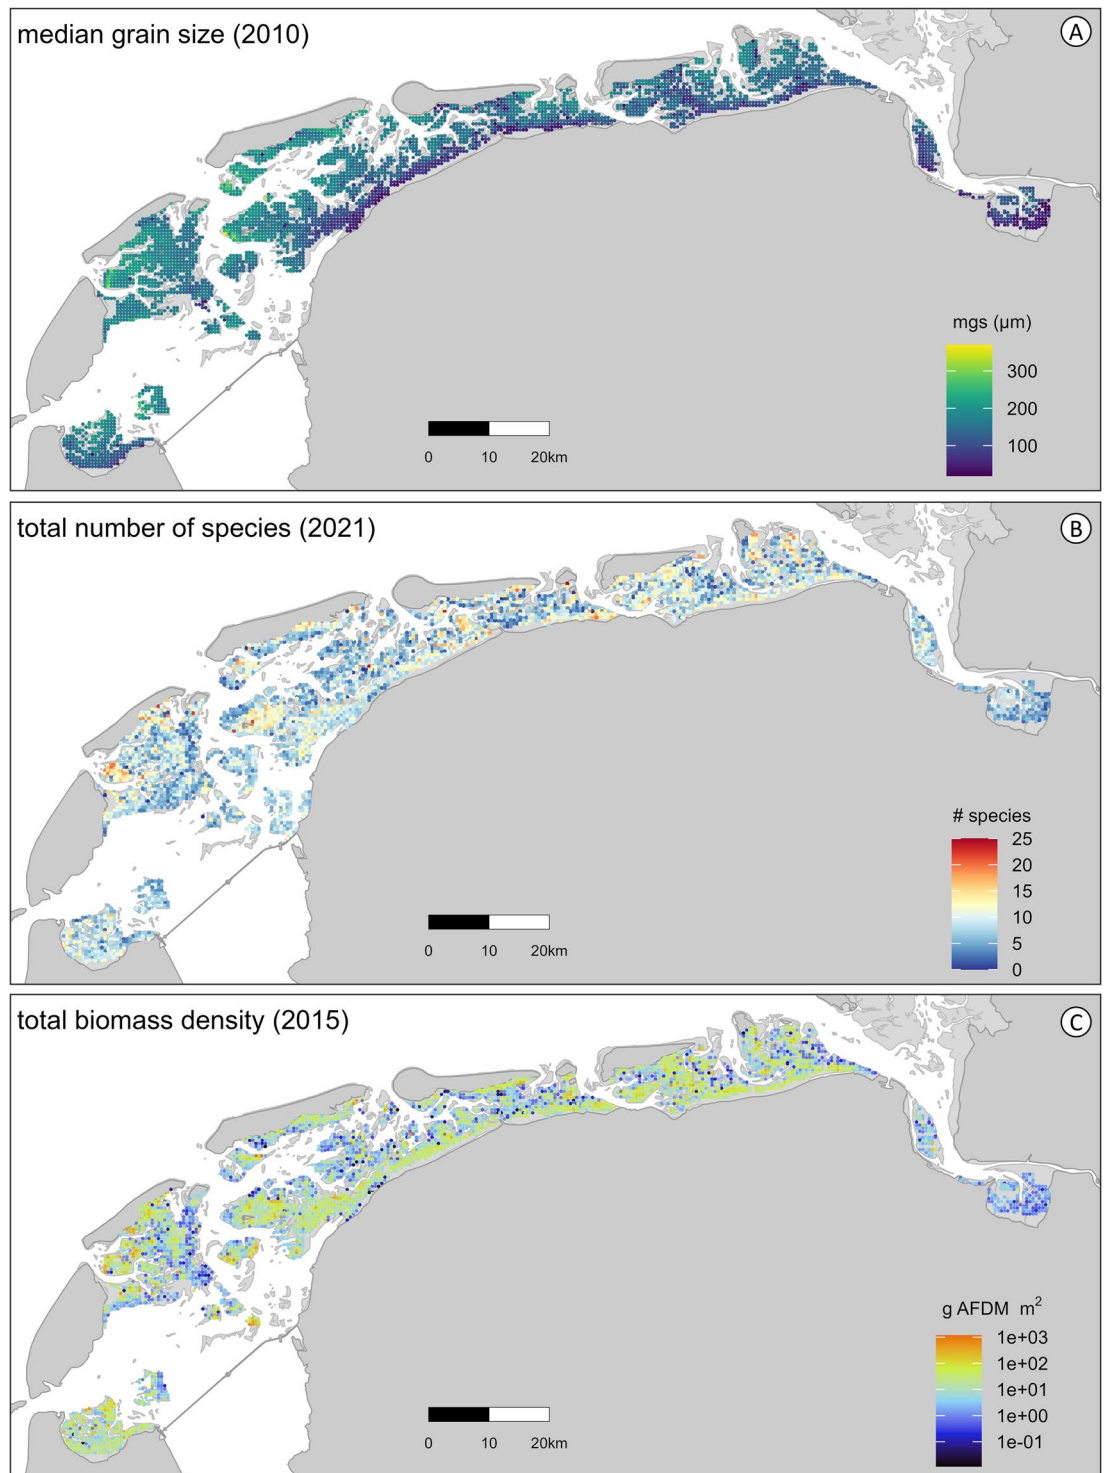 median grain size (2010)
A
mgs (µm)
300
200
100
0 10 20km
total number of species (2021)
B
# species
25
20
15
10
5
0
0 10 20km
total biomass density (2015)
C
g AFDM m²
1e+03
1e+02
1e+01
1e+00
1e-01
0 10 20km